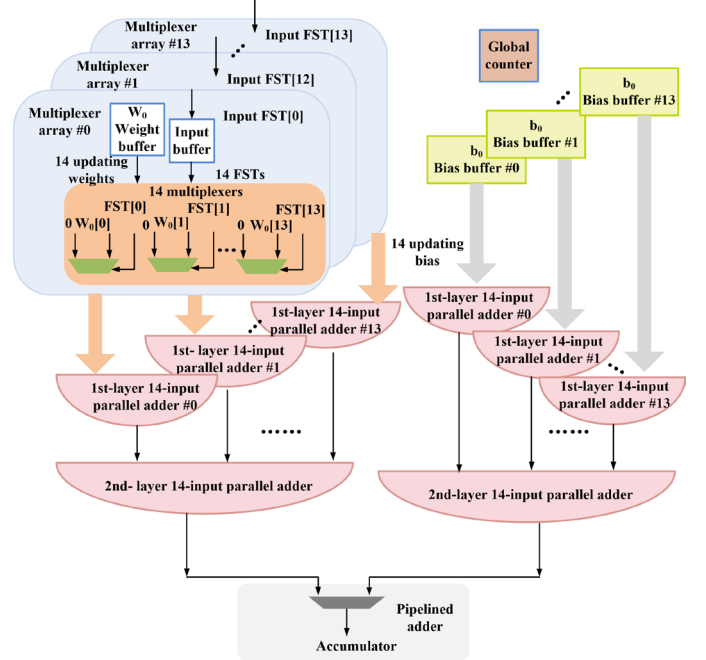 Multiplexer
array #13
Input FST[13]
Multiplexer
array #1
Input FST[12]
Multiplexer
array #0
W₀
Weight
buffer
Input
buffer
Input FST[0]
14 updating
weights
14 FSTs
14 multiplexers
FST[0]
FST[1]
FST[13]
0 W₀[0]
0 W₀[1]
0 W₀[13]
Global
counter
b₀
Bias buffer #13
b₀
Bias buffer #1
b₀
Bias buffer #0
14 updating
bias
1st-layer 14-input
parallel adder #13
1st- layer 14-input
parallel adder #1
1st-layer 14-input
parallel adder #0
1st-layer 14-input
parallel adder #0
1st-layer 14-input
parallel adder #1
1st-layer 14-input
parallel adder #13
2nd- layer 14-input parallel adder
2nd-layer 14-input parallel adder
Pipelined
adder
Accumulator